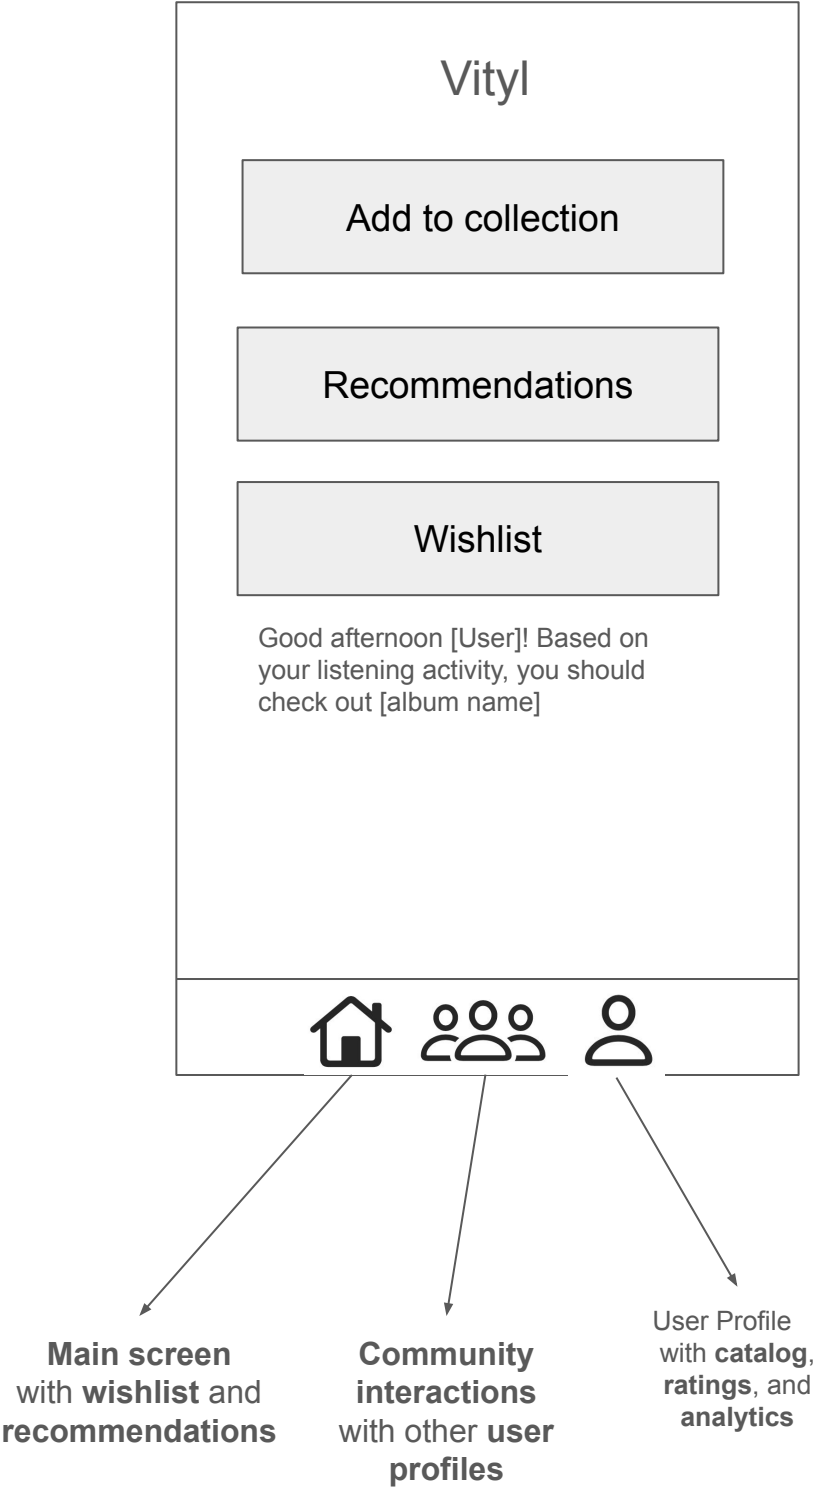 Vityl
Add to collection
Recommendations
Wishlist
Good afternoon [User]! Based on
your listening activity, you should
check out [album name]
Main screen
with wishlist and
recommendations
Community
interactions
with other user
profiles
User Profile
with catalog,
ratings, and
analytics